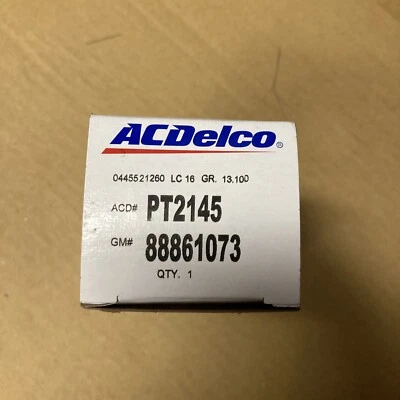 ACDelco®
0445521260 LC 16 GR. 13.100
ACD# PT2145
GM# 88861073
QTY. 1